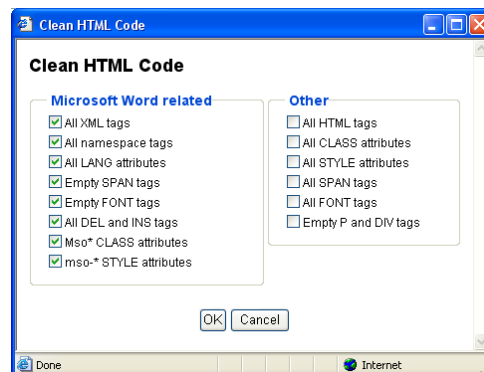 Clean HTML Code
Clean HTML Code
Microsoft Word related
All XML tags
All namespace tags
All LANG attributes
Empty SPAN tags
Empty FONT tags
All DEL and INS tags
Mso* CLASS attributes
mso-* STYLE attributes
Other
All HTML tags
All CLASS attributes
All STYLE attributes
All SPAN tags
All FONT tags
Empty P and DIV tags
OK Cancel
Done Internet